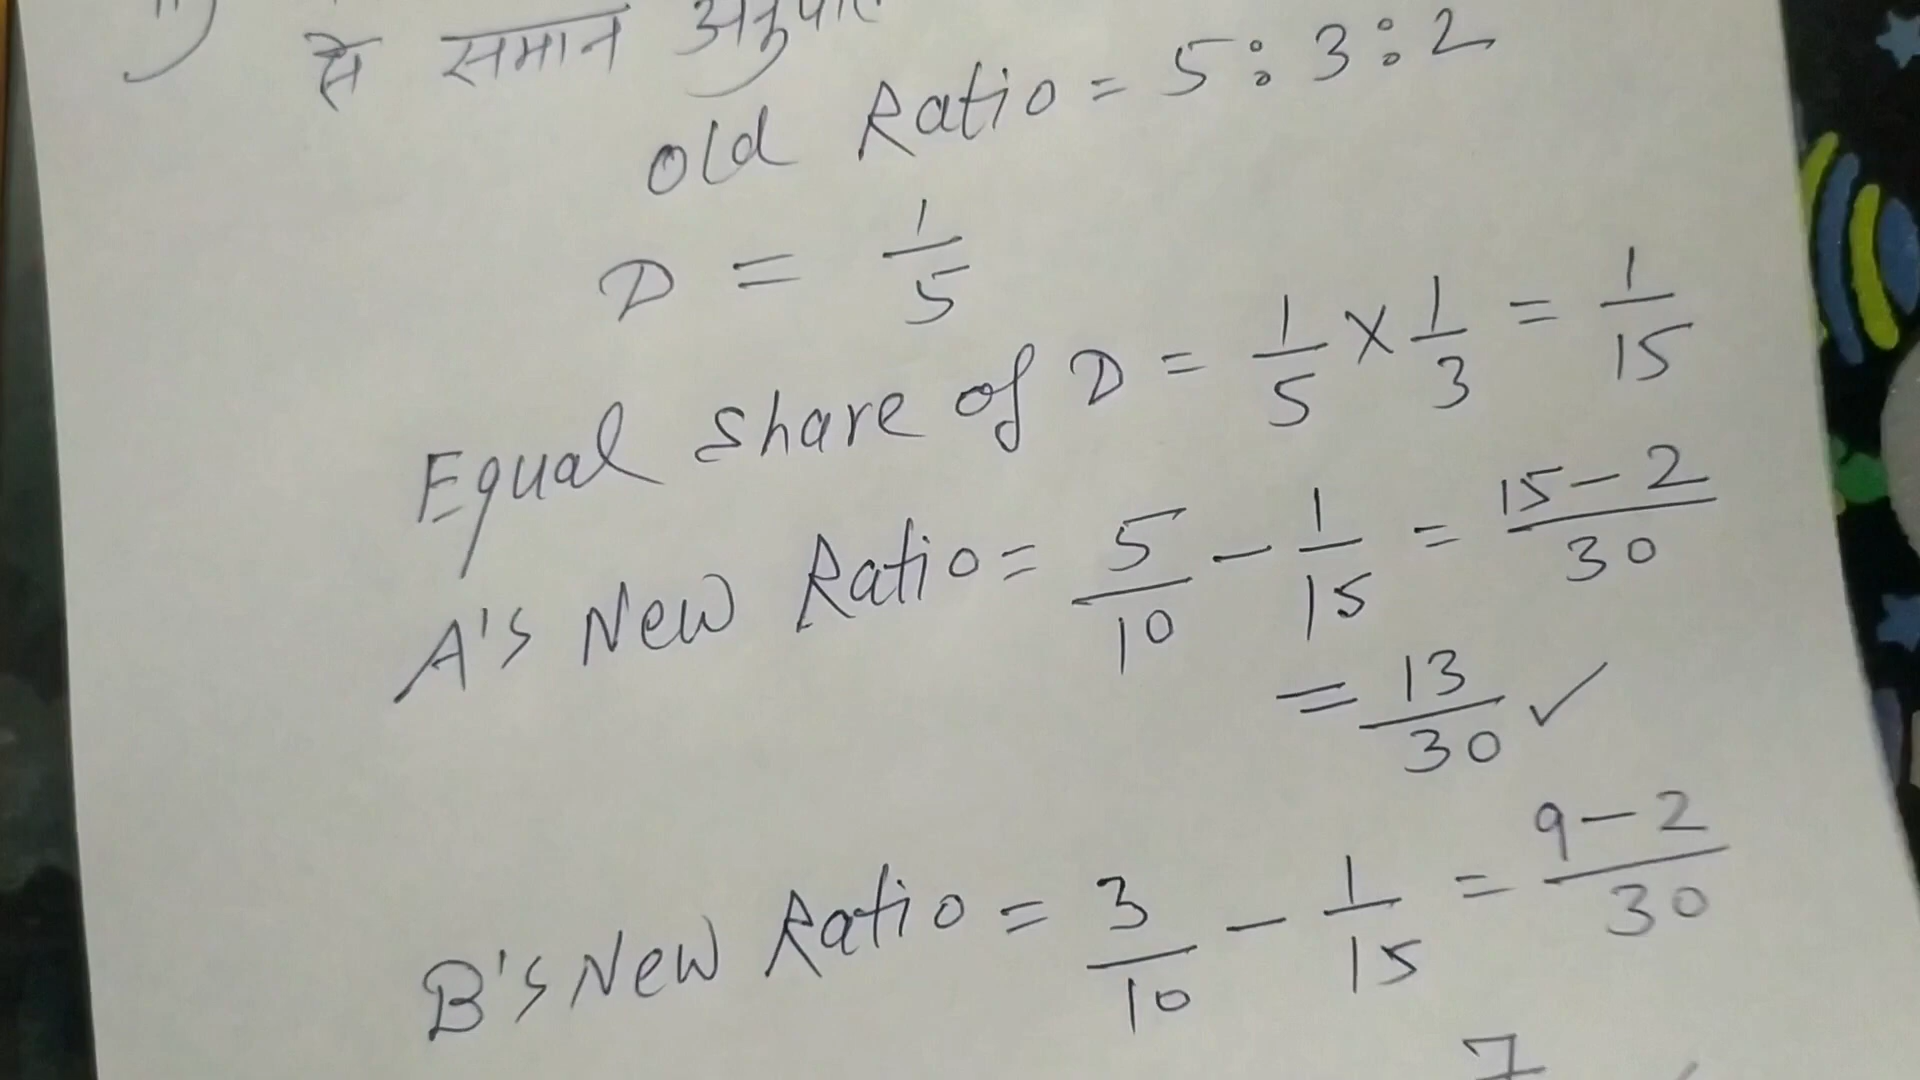 से समान
Old Ratio = 5 : 3 : 2
D = 1/5
Equal share of D = 1/5 × 1/3 = 1/15
A's New Ratio = 5/10 - 1/15 = 15-2/30
= 13/30 ✓
B's New Ratio = 3/10 - 1/15 = 9-2/30
7